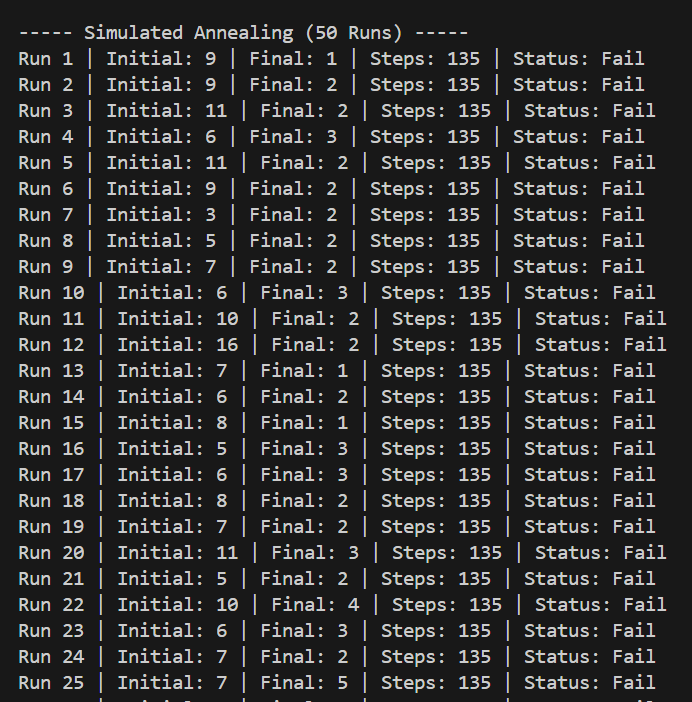 ----- Simulated Annealing (50 Runs) -----
Run 1 | Initial: 9 | Final: 1 | Steps: 135 | Status: Fail
Run 2 | Initial: 9 | Final: 2 | Steps: 135 | Status: Fail
Run 3 | Initial: 11 | Final: 2 | Steps: 135 | Status: Fail
Run 4 | Initial: 6 | Final: 3 | Steps: 135 | Status: Fail
Run 5 | Initial: 11 | Final: 2 | Steps: 135 | Status: Fail
Run 6 | Initial: 9 | Final: 2 | Steps: 135 | Status: Fail
Run 7 | Initial: 3 | Final: 2 | Steps: 135 | Status: Fail
Run 8 | Initial: 5 | Final: 2 | Steps: 135 | Status: Fail
Run 9 | Initial: 7 | Final: 2 | Steps: 135 | Status: Fail
Run 10 | Initial: 6 | Final: 3 | Steps: 135 | Status: Fail
Run 11 | Initial: 10 | Final: 2 | Steps: 135 | Status: Fail
Run 12 | Initial: 16 | Final: 2 | Steps: 135 | Status: Fail
Run 13 | Initial: 7 | Final: 1 | Steps: 135 | Status: Fail
Run 14 | Initial: 6 | Final: 2 | Steps: 135 | Status: Fail
Run 15 | Initial: 8 | Final: 1 | Steps: 135 | Status: Fail
Run 16 | Initial: 5 | Final: 3 | Steps: 135 | Status: Fail
Run 17 | Initial: 6 | Final: 3 | Steps: 135 | Status: Fail
Run 18 | Initial: 8 | Final: 2 | Steps: 135 | Status: Fail
Run 19 | Initial: 7 | Final: 2 | Steps: 135 | Status: Fail
Run 20 | Initial: 11 | Final: 3 | Steps: 135 | Status: Fail
Run 21 | Initial: 5 | Final: 2 | Steps: 135 | Status: Fail
Run 22 | Initial: 10 | Final: 4 | Steps: 135 | Status: Fail
Run 23 | Initial: 6 | Final: 3 | Steps: 135 | Status: Fail
Run 24 | Initial: 7 | Final: 2 | Steps: 135 | Status: Fail
Run 25 | Initial: 7 | Final: 5 | Steps: 135 | Status: Fail